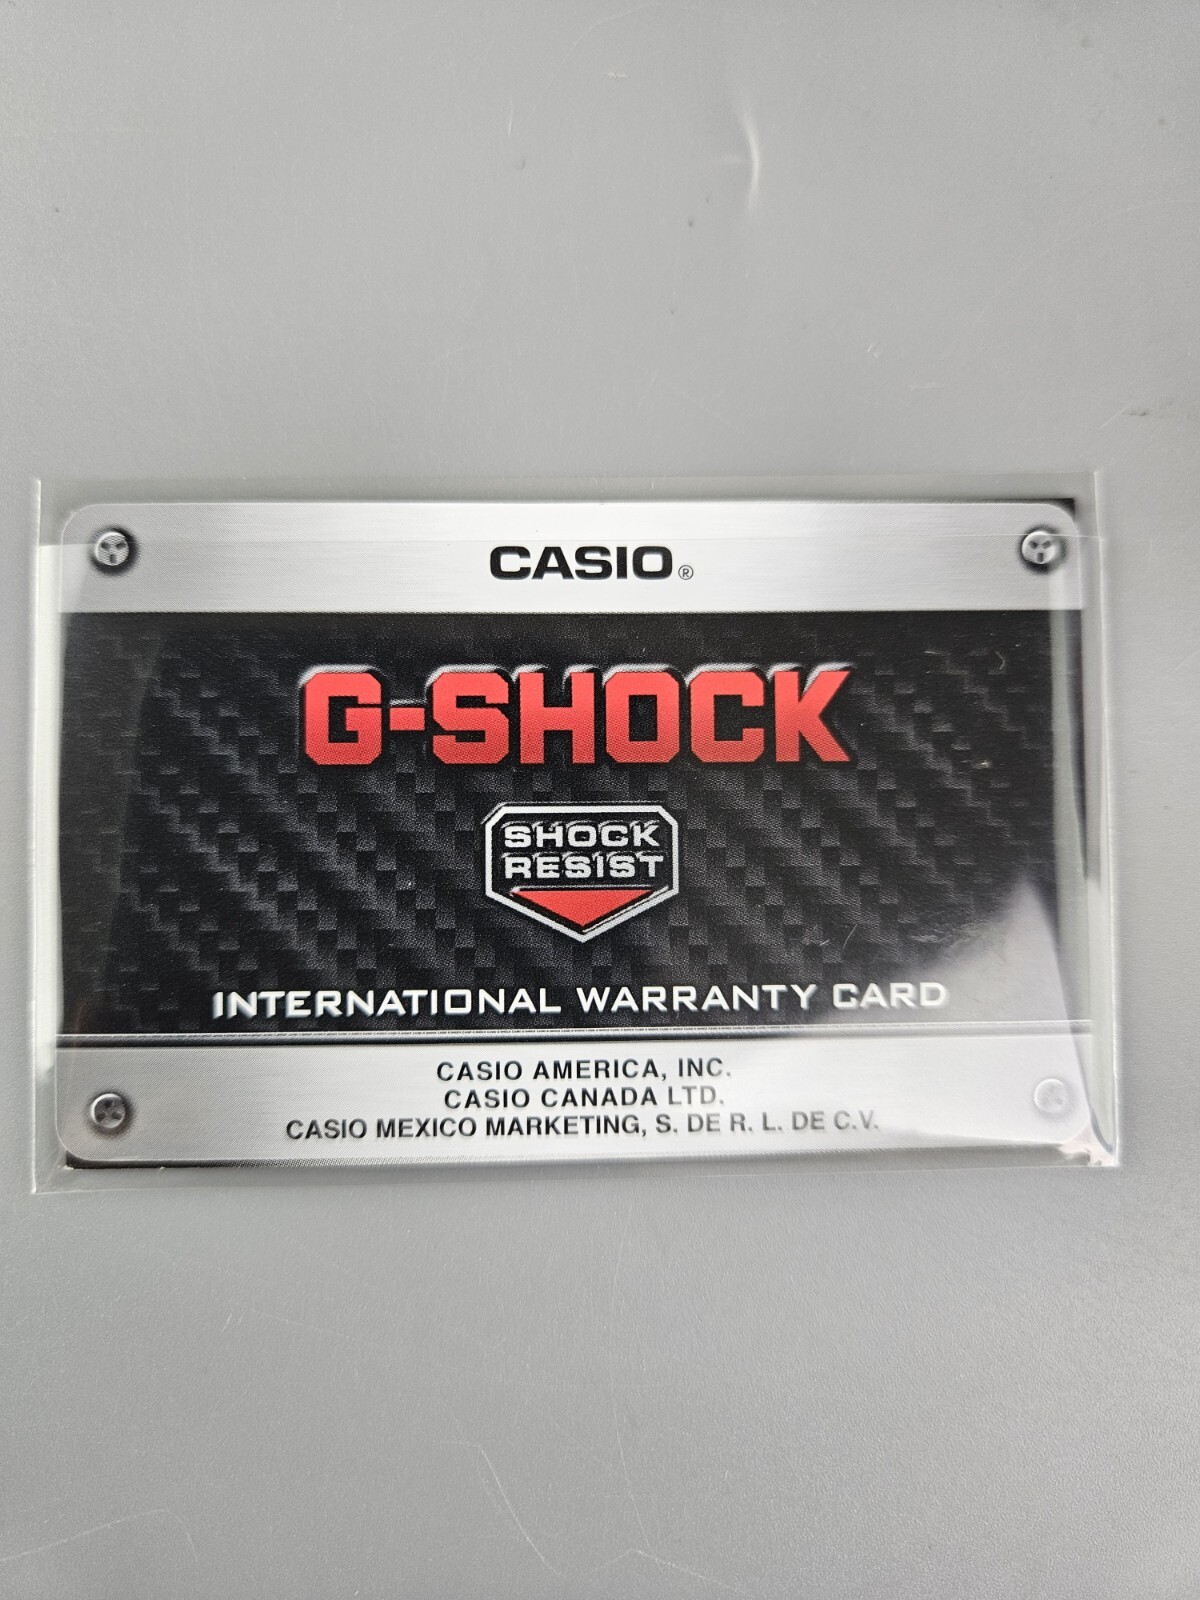 CASIO®
G-SHOCK
SHOCK
RESIST
INTERNATIONAL WARRANTY CARD
CASIO AMERICA, INC.
CASIO CANADA LTD.
CASIO MEXICO MARKETING, S. DE R. L. DE C.V.